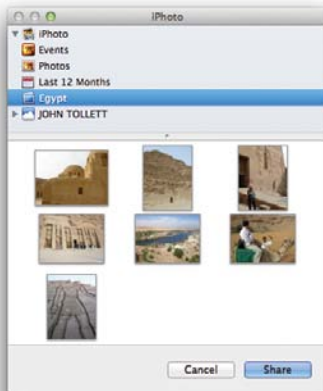 iPhoto
iPhoto
Events
Photos
Last 12 Months
Egypt
JOHN TOLLETT
Cancel
Share